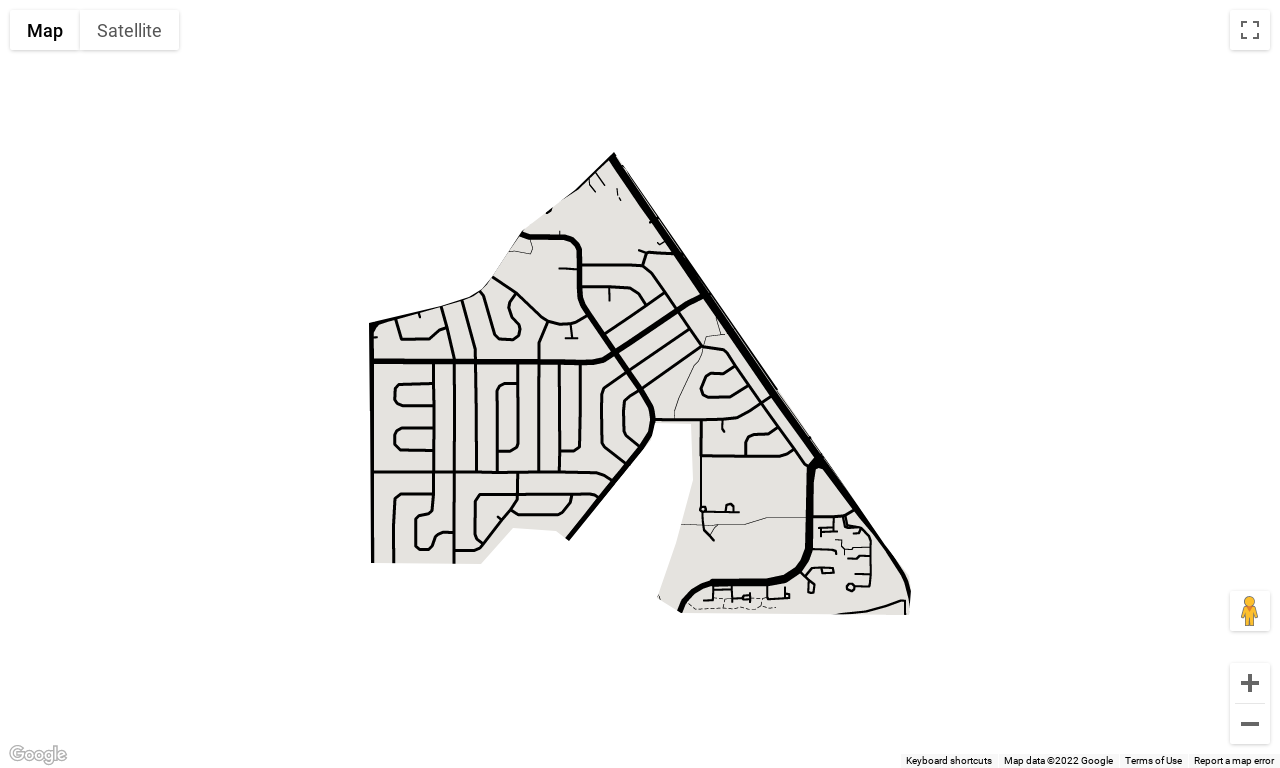 Map
Satellite
Google
Keyboard shortcuts
Map data ©2022 Google
Terms of Use
Report a map error